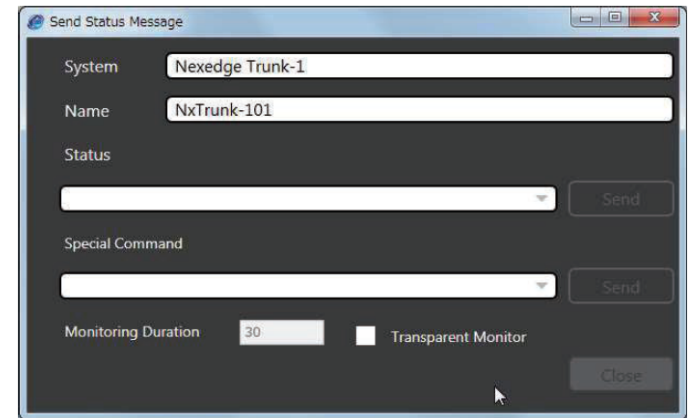 Send Status Message
System Nexedge Trunk-1
Name NxTrunk-101
Status
Send
Special Command
Send
Monitoring Duration 30 Transparent Monitor
Close